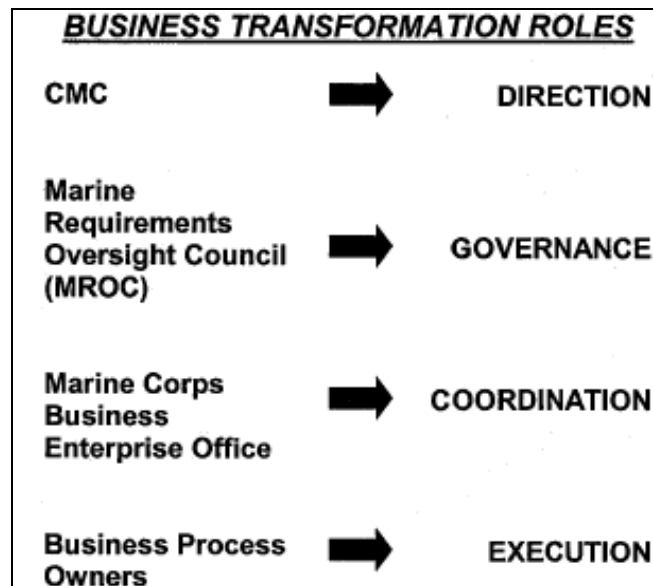 BUSINESS TRANSFORMATION ROLES
CMC
DIRECTION
Marine
Requirements
Oversight Council
(MROC)
GOVERNANCE
Marine Corps
Business
Enterprise Office
COORDINATION
Business Process
Owners
EXECUTION